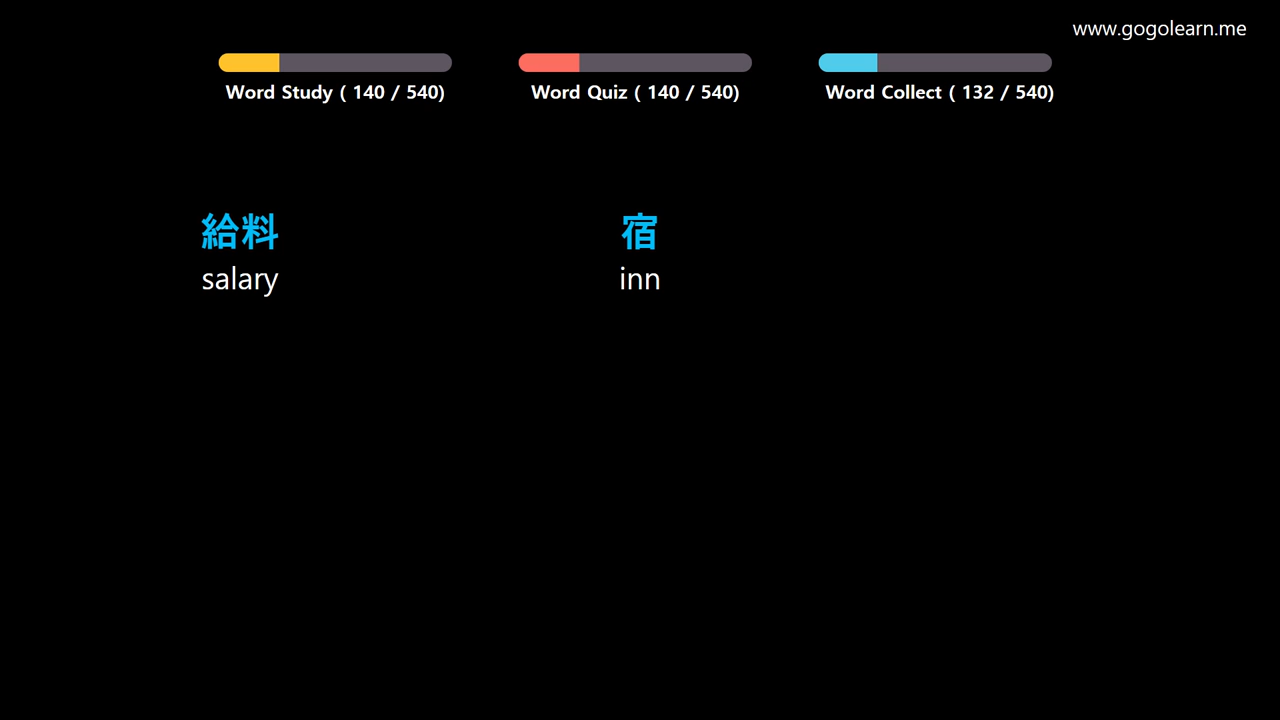 www.gogolearn.me
Word Study ( 140 / 540)
Word Quiz ( 140 / 540)
Word Collect ( 132 / 540)
給料
salary
宿
inn